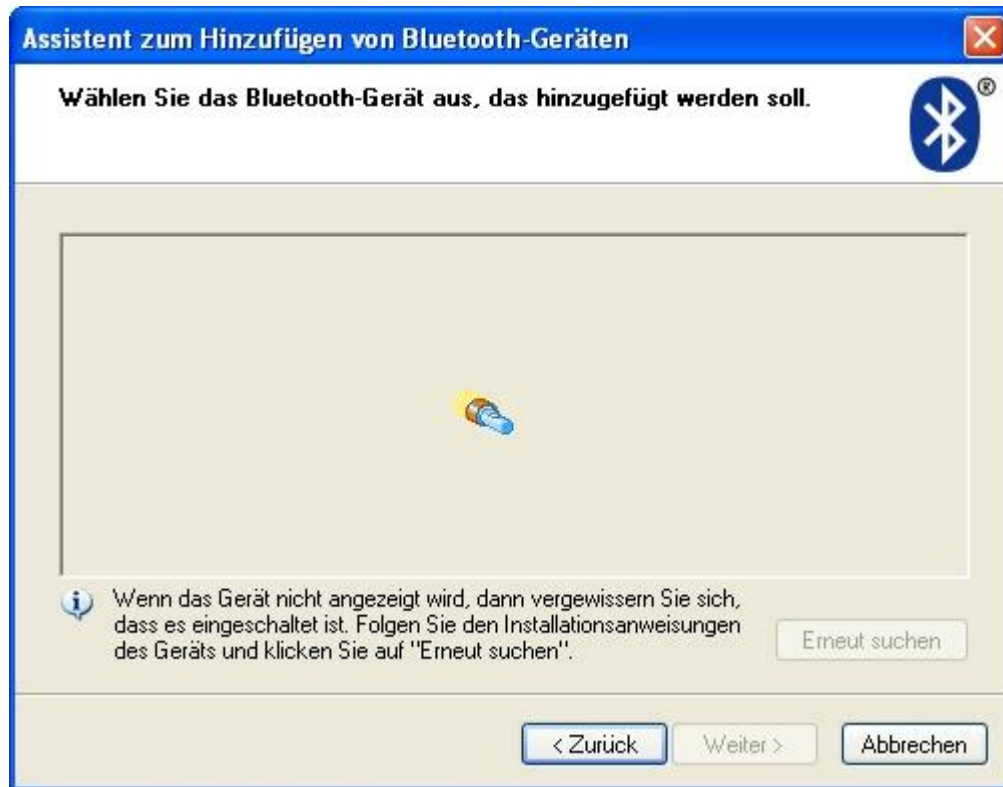 Assistent zum Hinzufügen von Bluetooth-Geräten
Wählen Sie das Bluetooth-Gerät aus, das hinzugefügt werden soll.
®
Wenn das Gerät nicht angezeigt wird, dann vergewissern Sie sich,
dass es eingeschaltet ist. Folgen Sie den Installationsanweisungen
des Geräts und klicken Sie auf "Erneut suchen".
Erneut suchen
< Zurück
Weiter >
Abbrechen